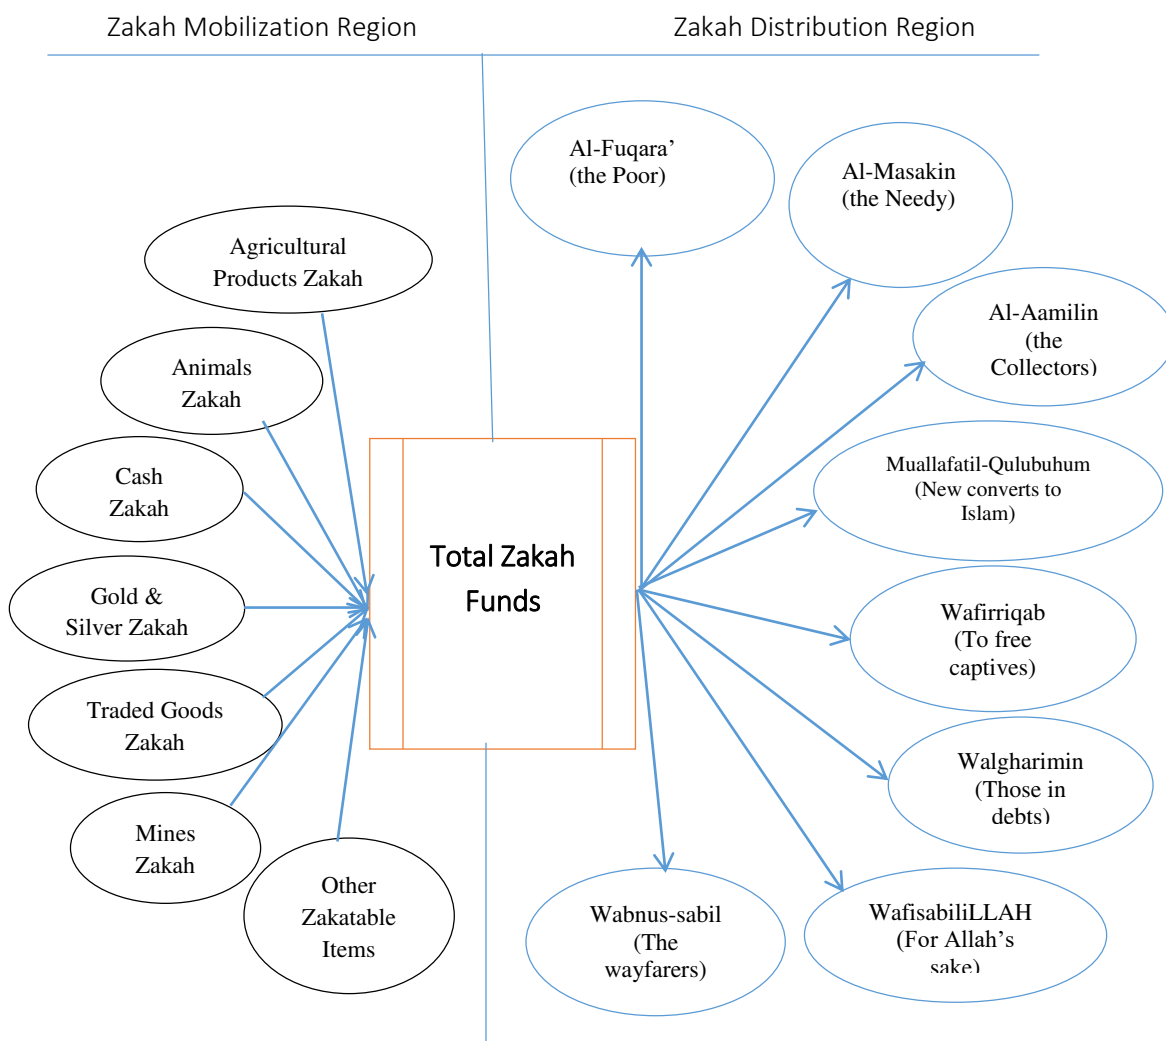 Zakah Mobilization Region
Zakah Distribution Region
Agricultural
Products Zakah
Animals
Zakah
Cash
Zakah
Gold &
Silver Zakah
Traded Goods
Zakah
Mines
Zakah
Other
Zakatable
Items
Total Zakah
Funds
Al-Fuqara’
(the Poor)
Al-Masakin
(the Needy)
Al-Aamilin
(the
Collectors)
Muallafatil-Qulubuhum
(New converts to
Islam)
Wafirriqab
(To free
captives)
Walgharimin
(Those in
debts)
WafisabiliLLAH
(For Allah’s
sake)
Wabnus-sabil
(The
wayfarers)